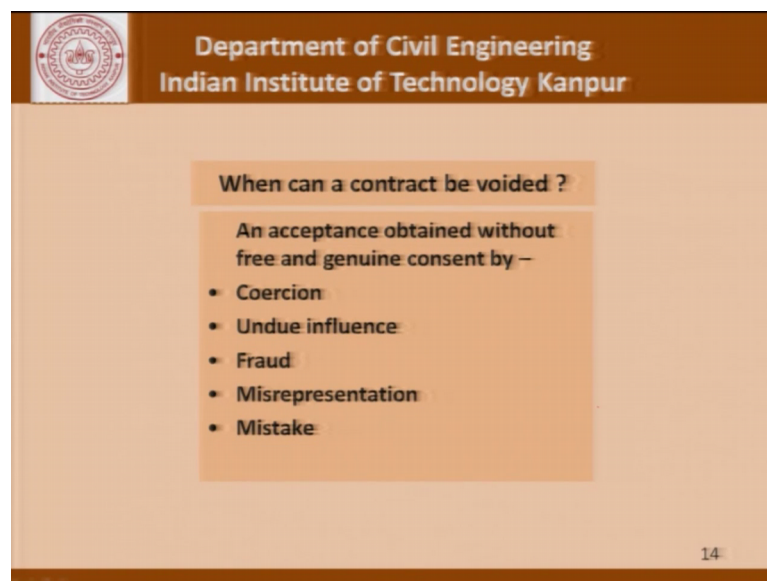 Department of Civil Engineering
Indian Institute of Technology Kanpur
When can a contract be voided ?
An acceptance obtained without
free and genuine consent by –
• Coercion
• Undue influence
• Fraud
• Misrepresentation
• Mistake
14